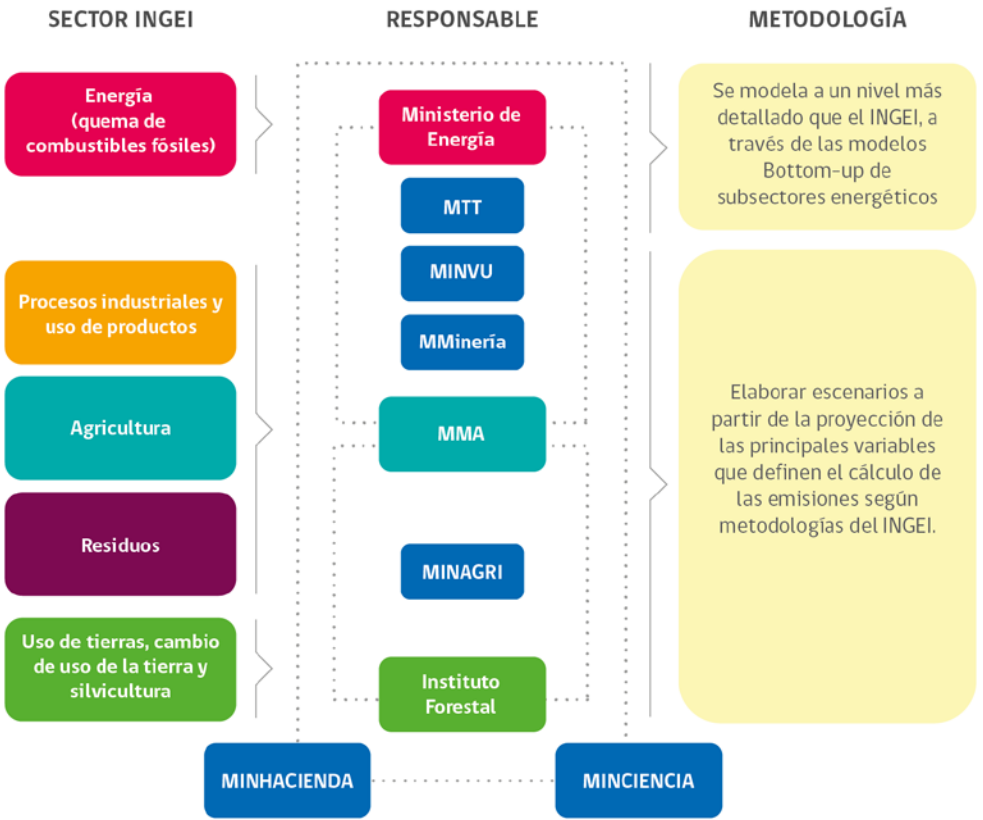 SECTOR INGEI
RESPONSABLE
METODOLOGÍA
Energía
(quema de
combustibles fósiles)
Ministerio de
Energía
Se modela a un nivel más
detallado que el INGEI, a
través de las modelos
Bottom-up de
subsectores energéticos
MTT
MINVU
MMinería
Procesos industriales y
uso de productos
Agricultura
MMA
Elaborar escenarios a
partir de la proyección de
las principales variables
que definen el cálculo de
las emisiones según
metodologías del INGEI.
Residuos
MINAGRI
Uso de tierras, cambio
de uso de la tierra y
silvicultura
Instituto
Forestal
MINHACIENDA
MINCIENCIA